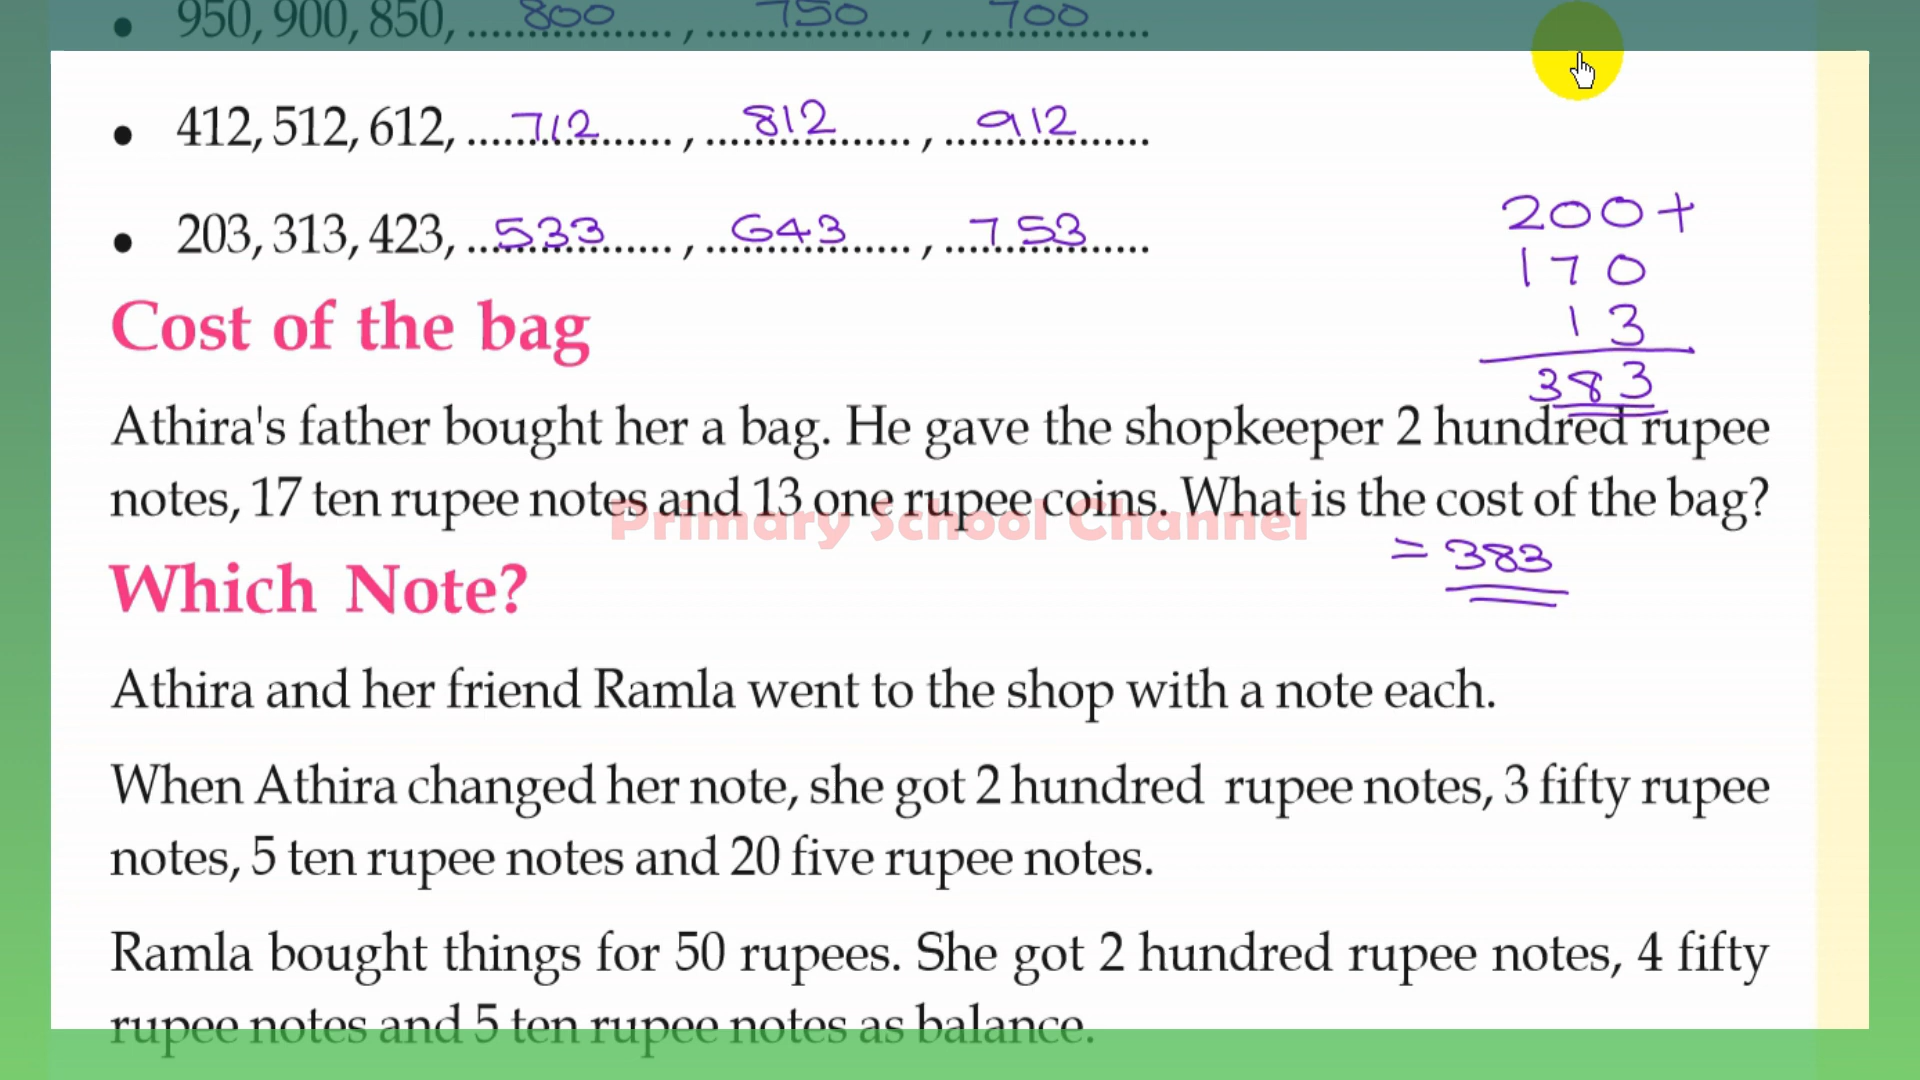 • 950, 900, 850, ...800... , ...750... , ...700...
• 412, 512, 612, ...712... , ...812... , ...912...
• 203, 313, 423, ...533... , ...643... , ...753...
200+
170
13
383
Cost of the bag
Athira's father bought her a bag. He gave the shopkeeper 2 hundred rupee
notes, 17 ten rupee notes and 13 one rupee coins. What is the cost of the bag?
Primary School Channel
= 383
Which Note?
Athira and her friend Ramla went to the shop with a note each.
When Athira changed her note, she got 2 hundred rupee notes, 3 fifty rupee
notes, 5 ten rupee notes and 20 five rupee notes.
Ramla bought things for 50 rupees. She got 2 hundred rupee notes, 4 fifty
rupee notes and 5 ten rupee notes as balance.